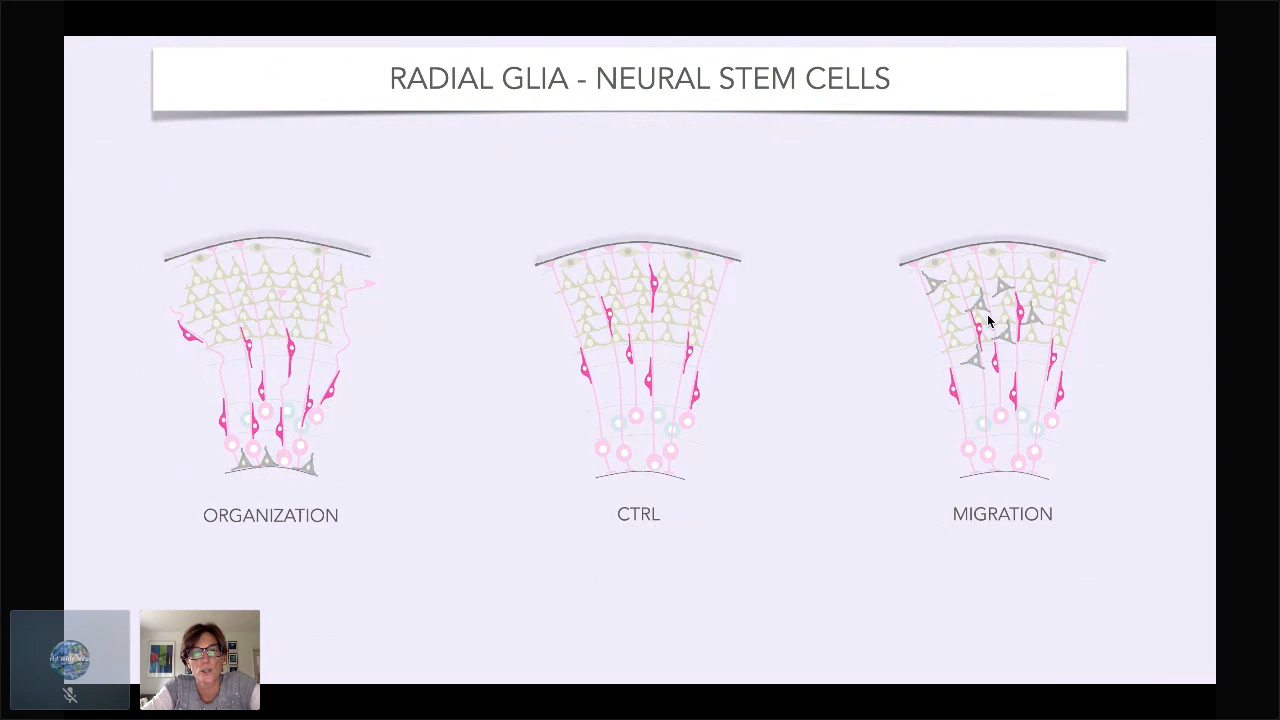 RADIAL GLIA - NEURAL STEM CELLS
ORGANIZATION
CTRL
MIGRATION